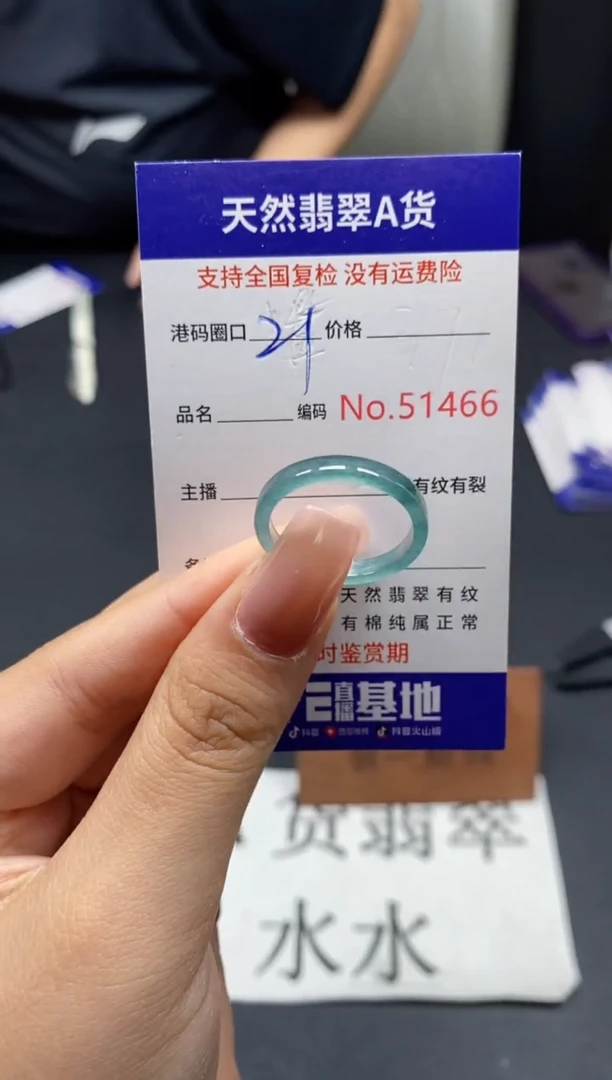 天然翡翠A货
支持全国复检 没有运费险
港码圈口 21 价格
品名 编码 No.51466
主播 有纹有裂
天然翡翠有纹
有棉纯属正常
时鉴赏期
直播基地
抖音 抖音火山版
货翡翠
水水